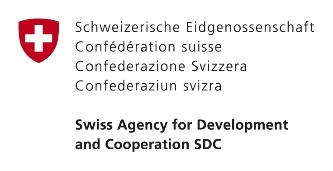 Schweizerische Eidgenossenschaft
Confédération suisse
Confederazione Svizzera
Confederaziun svizra
Swiss Agency for Development
and Cooperation SDC